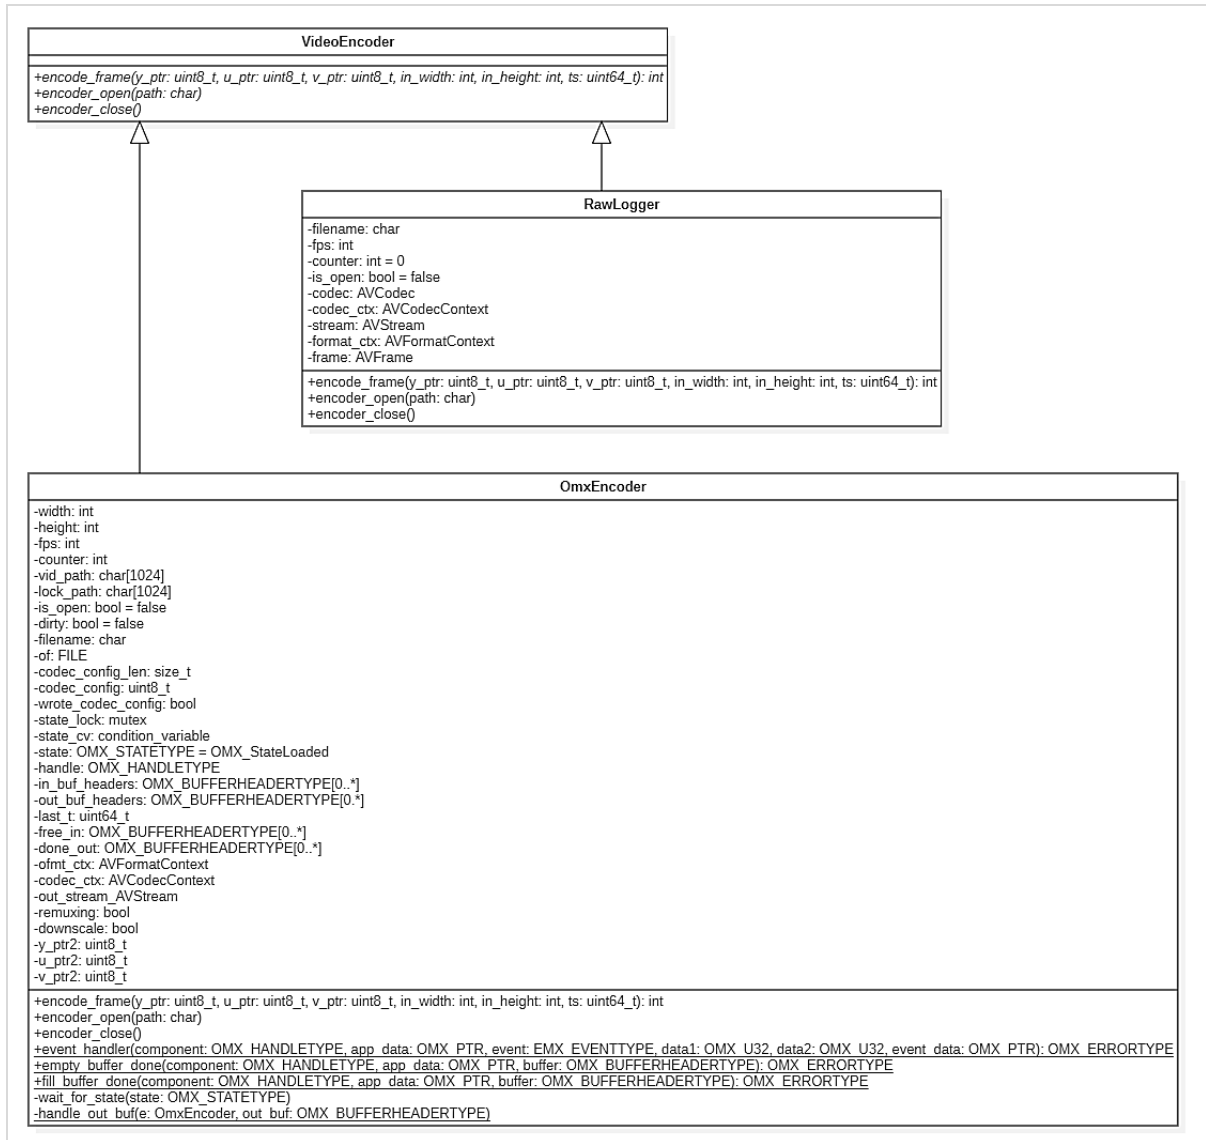 VideoEncoder
+encode_frame(y_ptr: uint8_t, u_ptr: uint8_t, v_ptr: uint8_t, in_width: int, in_height: int, ts: uint64_t): int
+encoder_open(path: char)
+encoder_close()
RawLogger
-filename: char
-fps: int
-counter: int = 0
-is_open: bool = false
-codec: AVCodec
-codec_ctx: AVCodecContext
-stream: AVStream
-format_ctx: AVFormatContext
-frame: AVFrame
+encode_frame(y_ptr: uint8_t, u_ptr: uint8_t, v_ptr: uint8_t, in_width: int, in_height: int, ts: uint64_t): int
+encoder_open(path: char)
+encoder_close()
OmxEncoder
-width: int
-height: int
-fps: int
-counter: int
-vid_path: char[1024]
-lock_path: char[1024]
-is_open: bool = false
-dirty: bool = false
-filename: char
-of: FILE
-codec_config_len: size_t
-codec_config: uint8_t
-wrote_codec_config: bool
-state_lock: mutex
-state_cv: condition_variable
-state: OMX_STATETYPE = OMX_StateLoaded
-handle: OMX_HANDLETYPE
-in_buf_headers: OMX_BUFFERHEADERTYPE[0..*]
-out_buf_headers: OMX_BUFFERHEADERTYPE[0.*]
-last_t: uint64_t
-free_in: OMX_BUFFERHEADERTYPE[0..*]
-done_out: OMX_BUFFERHEADERTYPE[0..*]
-ofmt_ctx: AVFormatContext
-codec_ctx: AVCodecContext
-out_stream_AVStream
-remuxing: bool
-downscale: bool
-y_ptr2: uint8_t
-u_ptr2: uint8_t
-v_ptr2: uint8_t
+encode_frame(y_ptr: uint8_t, u_ptr: uint8_t, v_ptr: uint8_t, in_width: int, in_height: int, ts: uint64_t): int
+encoder_open(path: char)
+encoder_close()
+event_handler(component: OMX_HANDLETYPE, app_data: OMX_PTR, event: EMX_EVENTTYPE, data1: OMX_U32, data2: OMX_U32, event_data: OMX_PTR): OMX_ERRORTYPE
+empty_buffer_done(component: OMX_HANDLETYPE, app_data: OMX_PTR, buffer: OMX_BUFFERHEADERTYPE): OMX_ERRORTYPE
+fill_buffer_done(component: OMX_HANDLETYPE, app_data: OMX_PTR, buffer: OMX_BUFFERHEADERTYPE): OMX_ERRORTYPE
-wait_for_state(state: OMX_STATETYPE)
-handle_out_buf(e: OmxEncoder, out_buf: OMX_BUFFERHEADERTYPE)